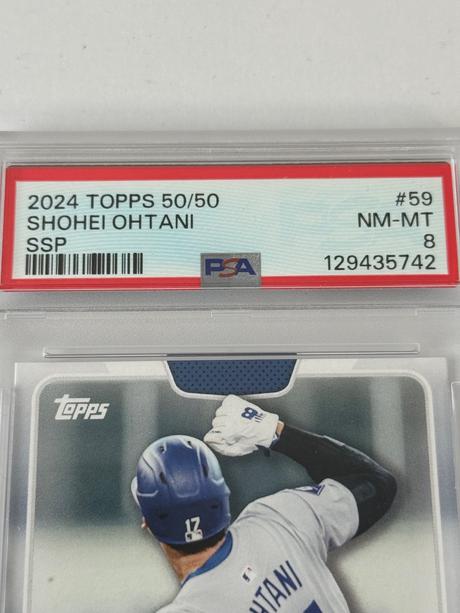 2024 TOPPS 50/50 #59
SHOHEI OHTANI NM-MT
SSP 8
PSA 129435742
Topps
17
OHTANI